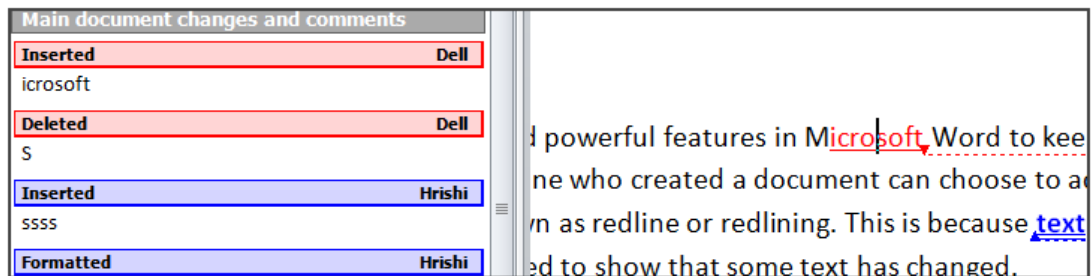 Main document changes and comments
Inserted Dell
icrosoft
Deleted Dell
S
Inserted Hrishi
ssss
Formatted Hrishi
powerful features in Microsoft Word to kee
ne who created a document can choose to a
n as redline or redlining. This is because text
ed to show that some text has changed.